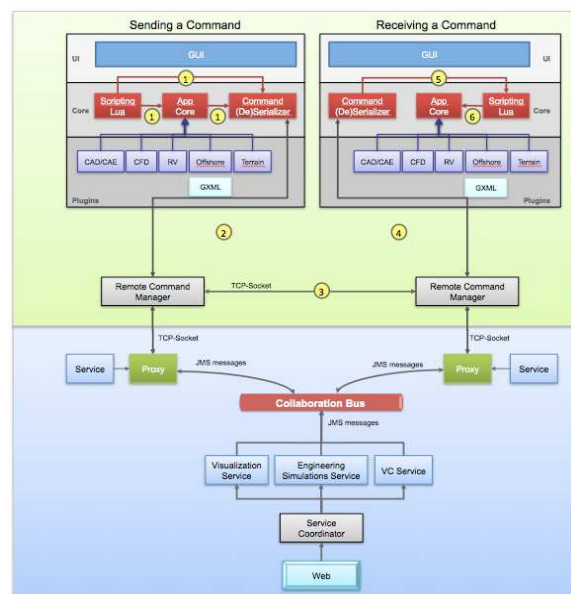 Sending a Command
Receiving a Command
GUI
UI
GUI
UI
1
5
Scripting
Lua
App
Core
Command
(De)Serializer
Core
1
1
Command
(De)Serializer
App
Core
Scripting
Lua
Core
6
CAD/CAE
CFD
RV
Offshore
Terrain
CAD/CAE
CFD
RV
Offshore
Terrain
GXML
Plugins
GXML
Plugins
2
4
Remote Command
Manager
TCP-Socket
3
Remote Command
Manager
TCP-Socket
TCP-Socket
Service
Proxy
JMS messages
JMS messages
Proxy
Service
Collaboration Bus
JMS messages
Visualization
Service
Engineering
Simulations Service
VC Service
Service
Coordinator
Web